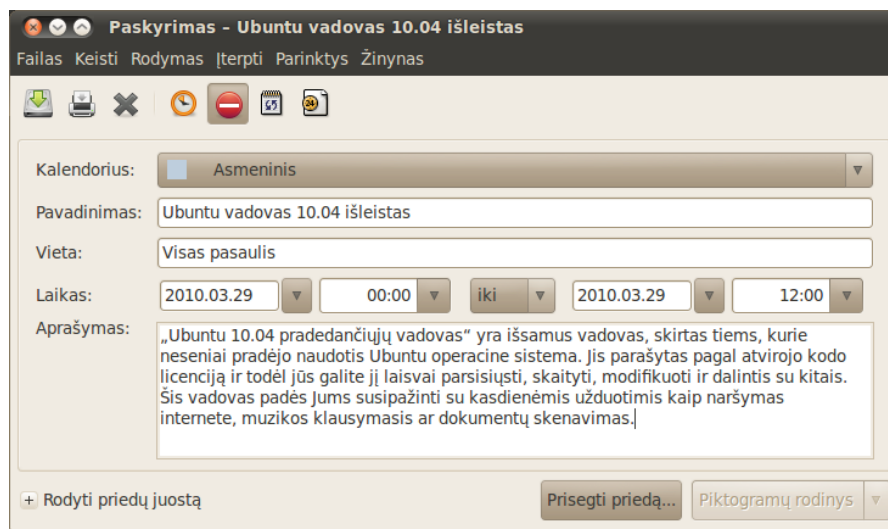 Paskyrimas – Ubuntu vadovas 10.04 išleistas
Failas Keisti Rodymas Įterpti Parinktys Žinynas
24
Kalendorius: Asmeninis
Pavadinimas: Ubuntu vadovas 10.04 išleistas
Vieta: Visas pasaulis
Laikas: 2010.03.29 00:00 iki 2010.03.29 12:00
Aprašymas: „Ubuntu 10.04 pradedančiųjų vadovas“ yra išsamus vadovas, skirtas tiems, kurie
neseniai pradėjo naudotis Ubuntu operacine sistema. Jis parašytas pagal atvirojo kodo
licenciją ir todėl jūs galite jį laisvai parsisiųsti, skaityti, modifikuoti ir dalintis su kitais.
Šis vadovas padės Jums susipažinti su kasdienėmis užduotimis kaip naršymas
internete, muzikos klausymasis ar dokumentų skenavimas.
Rodyti priedų juostą Prisegti priedą... Piktogramų rodinys